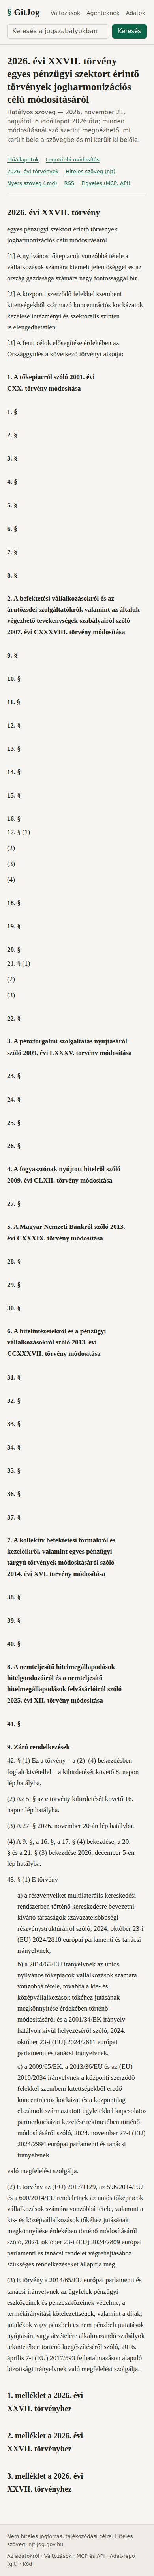 § GitJog Változások Ágenteknek Adatok
Keresés a jogszabályokban Keresés
2026. évi XXVII. törvény
egyes pénzügyi szektort érintő
törvények jogharmonizációs
célú módosításáról
Hatályos szöveg — 2026. november 21.
napjától. 6 időállapot 2026 óta; minden
módosításnál szó szerint megnézhető, mi
került bele a szövegbe és mi került ki belőle.
Időállapotok Legutóbbi módosítás
2026. évi törvények Hiteles szöveg (njt)
Nyers szöveg (.md) RSS Figyelés (MCP, API)
2026. évi XXVII. törvény
egyes pénzügyi szektort érintő törvények
jogharmonizációs célú módosításáról
[1] A nyilvános tőkepiacok vonzóbbá tétele a
vállalkozások számára kiemelt jelentőséggel és az
ország gazdasága számára nagy fontossággal bír.
[2] A központi szerződő felekkel szembeni
kitettségekből származó koncentrációs kockázatok
kezelése intézményi és szektorális szinten
is elengedhetetlen.
[3] A fenti célok elősegítése érdekében az
Országgyűlés a következő törvényt alkotja:
1. A tőkepiacról szóló 2001. évi
CXX. törvény módosítása
1. §
2. §
3. §
4. §
5. §
6. §
7. §
8. §
2. A befektetési vállalkozásokról és az
árutőzsdei szolgáltatókról, valamint az általuk
végezhető tevékenységek szabályairól szóló
2007. évi CXXXVIII. törvény módosítása
9. §
10. §
11. §
12. §
13. §
14. §
15. §
16. §
17. § (1)
(2)
(3)
(4)
18. §
19. §
20. §
21. § (1)
(2)
(3)
22. §
3. A pénzforgalmi szolgáltatás nyújtásáról
szóló 2009. évi LXXXV. törvény módosítása
23. §
24. §
25. §
26. §
4. A fogyasztónak nyújtott hitelről szóló
2009. évi CLXII. törvény módosítása
27. §
5. A Magyar Nemzeti Bankról szóló 2013.
évi CXXXIX. törvény módosítása
28. §
29. §
30. §
6. A hitelintézetekről és a pénzügyi
vállalkozásokról szóló 2013. évi
CCXXXVII. törvény módosítása
31. §
32. §
33. §
34. §
35. §
36. §
37. §
7. A kollektív befektetési formákról és
kezelőikről, valamint egyes pénzügyi
tárgyú törvények módosításáról szóló
2014. évi XVI. törvény módosítása
38. §
39. §
40. §
8. A nemteljesítő hitelmegállapodások
hitelgondozóiról és a nemteljesítő
hitelmegállapodások felvásárlóiról szóló
2025. évi XII. törvény módosítása
41. §
9. Záró rendelkezések
42. § (1) Ez a törvény – a (2)–(4) bekezdésben
foglalt kivétellel – a kihirdetését követő 8. napon
lép hatályba.
(2) Az 5. § az e törvény kihirdetését követő 16.
napon lép hatályba.
(3) A 27. § 2026. november 20-án lép hatályba.
(4) A 9. §, a 16. §, a 17. § (4) bekezdése, a 20.
§ és a 21. § (3) bekezdése 2026. december 5-én
lép hatályba.
43. § (1) E törvény
a) a részvényeiket multilaterális kereskedési
rendszerben történő kereskedésre bevezetni
kívánó társaságok szavazatelsőbbségi
részvénystruktúráiról szóló, 2024. október 23-i
(EU) 2024/2810 európai parlamenti és tanácsi
irányelvnek,
b) a 2014/65/EU irányelvnek az uniós
nyilvános tőkepiacok vállalkozások számára
vonzóbbá tétele, továbbá a kis- és
középvállalkozások tőkéhez jutásának
megkönnyítése érdekében történő
módosításáról és a 2001/34/EK irányelv
hatályon kívül helyezéséről szóló, 2024.
október 23-i (EU) 2024/2811 európai
parlamenti és tanácsi irányelvnek,
c) a 2009/65/EK, a 2013/36/EU és az (EU)
2019/2034 irányelvnek a központi szerződő
felekkel szembeni kitettségekből eredő
koncentrációs kockázat és a központilag
elszámolt származtatott ügyletekkel kapcsolatos
partnerkockázat kezelése tekintetében történő
módosításáról szóló, 2024. november 27-i (EU)
2024/2994 európai parlamenti és tanácsi
irányelvnek
való megfelelést szolgálja.
(2) E törvény az (EU) 2017/1129, az 596/2014/EU
és a 600/2014/EU rendeletnek az uniós tőkepiacok
vállalkozások számára vonzóbbá tétele, valamint a
kis- és középvállalkozások tőkéhez jutásának
megkönnyítése érdekében történő módosításáról
szóló, 2024. október 23-i (EU) 2024/2809 európai
parlamenti és tanácsi rendelet végrehajtásához
szükséges rendelkezéseket állapítja meg.
(3) E törvény a 2014/65/EU európai parlamenti és
tanácsi irányelvnek az ügyfelek pénzügyi
eszközeinek és pénzeszközeinek védelme, a
termékirányítási kötelezettségek, valamint a díjak,
jutalékok vagy pénzbeli és nem pénzbeli juttatások
nyújtására vagy átvételére alkalmazandó szabályok
tekintetében történő kiegészítéséről szóló, 2016.
április 7-i (EU) 2017/593 felhatalmazáson alapuló
bizottsági irányelvnek való megfelelést szolgálja.
1. melléklet a 2026. évi
XXVII. törvényhez
2. melléklet a 2026. évi
XXVII. törvényhez
3. melléklet a 2026. évi
XXVII. törvényhez
Nem hiteles jogforrás, tájékozódási célra. Hiteles
szöveg: njt.jog.gov.hu
Az adatokról · Változások · MCP és API · Adat-repo
(git) · Kód